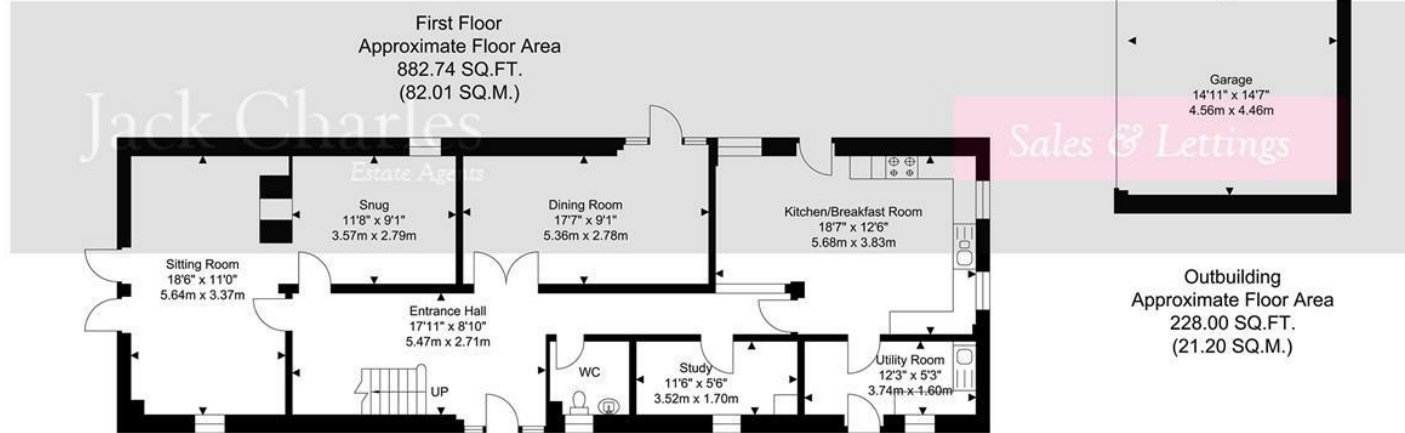 First Floor
Approximate Floor Area
882.74 SQ.FT.
(82.01 SQ.M.)
Jack Charles
Estate Agents
Sales & Lettings
Garage
14'11" x 14'7"
4.56m x 4.46m
Snug
11'8" x 9'1"
3.57m x 2.79m
Dining Room
17'7" x 9'1"
5.36m x 2.78m
Kitchen/Breakfast Room
18'7" x 12'6"
5.68m x 3.83m
Sitting Room
18'6" x 11'0"
5.64m x 3.37m
Entrance Hall
17'11" x 8'10"
5.47m x 2.71m
Outbuilding
Approximate Floor Area
228.00 SQ.FT.
(21.20 SQ.M.)
UP
WC
Study
11'6" x 5'6"
3.52m x 1.70m
Utility Room
12'3" x 5'3"
3.74m x 1.60m